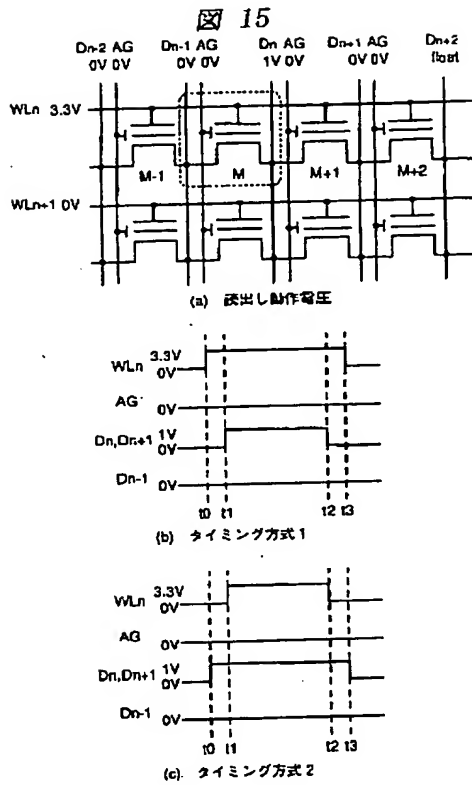 図 15
Dn-2 AG Dn-1 AG Dn AG Dn+1 AG Dn+2
0V 0V 0V 0V 1V 0V 0V 0V float
WLn 3.3V
M-1 M M+1 M+2
WLn+1 0V
(a) 読出し動作電圧
WLn 3.3V
0V
AG 0V
Dn,Dn+1 1V
0V
Dn-1 0V
t0 t1 t2 t3
(b) タイミング方式1
WLn 3.3V
0V
AG 0V
Dn,Dn+1 1V
0V
Dn-1 0V
t0 t1 t2 t3
(c). タイミング方式2